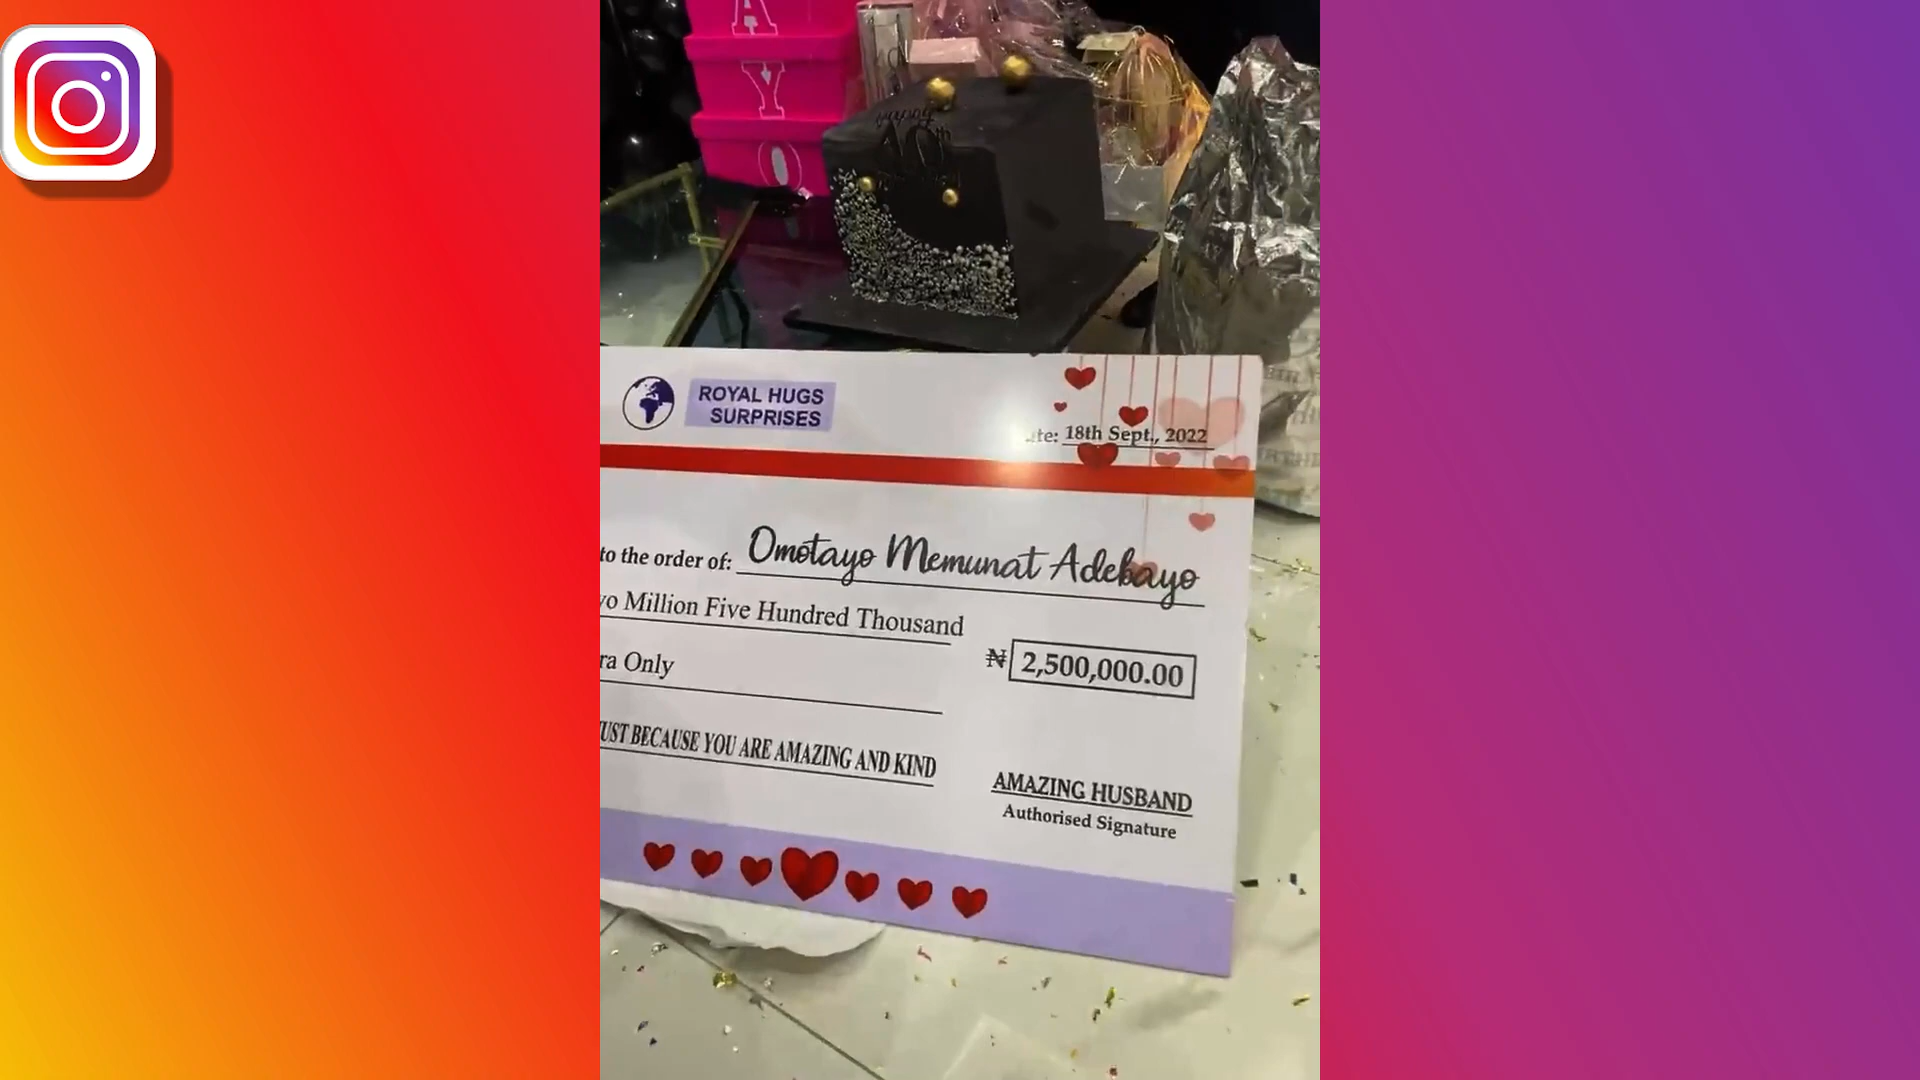 A
Y
O
40th
ROYAL HUGS
SURPRISES
18th Sept., 2022
to the order of: Omotayo Memunat Adebayo
Million Five Hundred Thousand
₦ 2,500,000.00
Only
BECAUSE YOU ARE AMAZING AND KIND
AMAZING HUSBAND
Authorised Signature